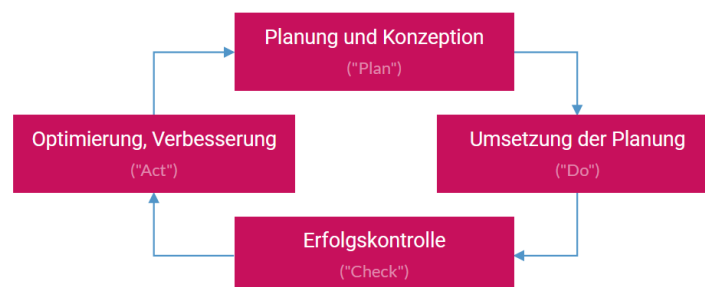 Planung und Konzeption
("Plan")
Optimierung, Verbesserung
("Act")
Umsetzung der Planung
("Do")
Erfolgskontrolle
("Check")